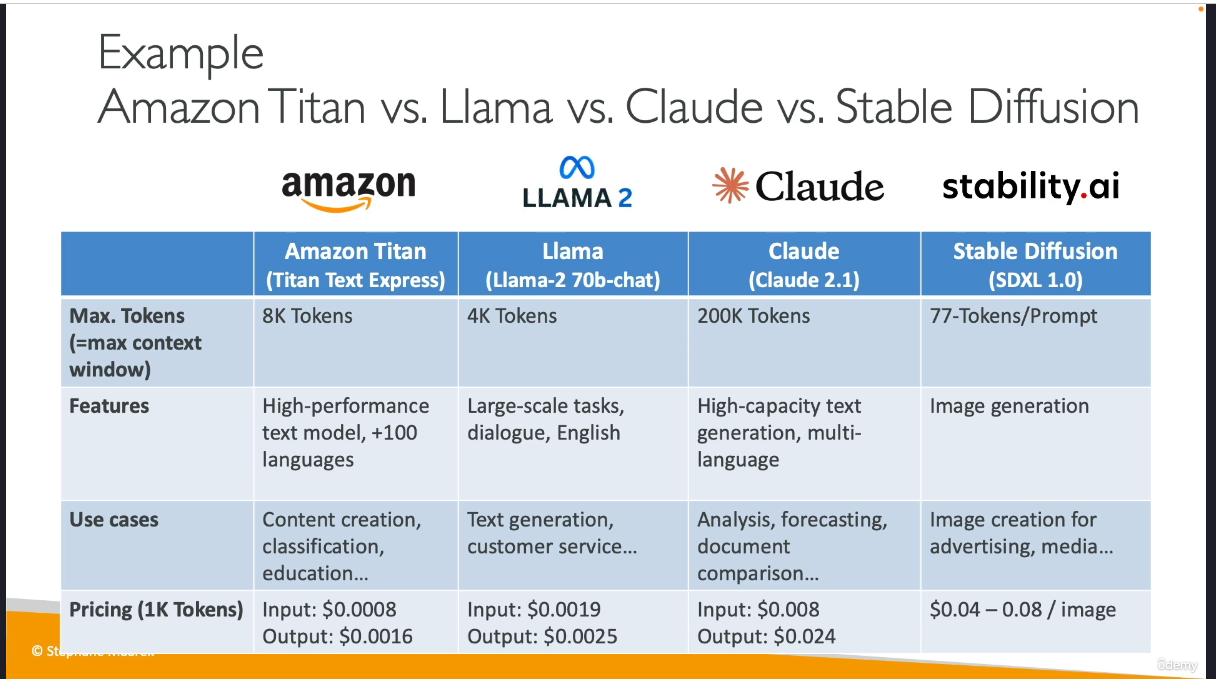 Example
Amazon Titan vs. Llama vs. Claude vs. Stable Diffusion
amazon
LLAMA 2
Claude
stability.ai
Amazon Titan
(Titan Text Express)
Llama
(Llama-2 70b-chat)
Claude
(Claude 2.1)
Stable Diffusion
(SDXL 1.0)
Max. Tokens
(=max context
window)
8K Tokens
4K Tokens
200K Tokens
77-Tokens/Prompt
Features
High-performance
text model, +100
languages
Large-scale tasks,
dialogue, English
High-capacity text
generation, multi-
language
Image generation
Use cases
Content creation,
classification,
education...
Text generation,
customer service...
Analysis, forecasting,
document
comparison...
Image creation for
advertising, media...
Pricing (1K Tokens)
Input: $0.0008
Output: $0.0016
Input: $0.0019
Output: $0.0025
Input: $0.008
Output: $0.024
$0.04 – 0.08 / image
©
ûdemy